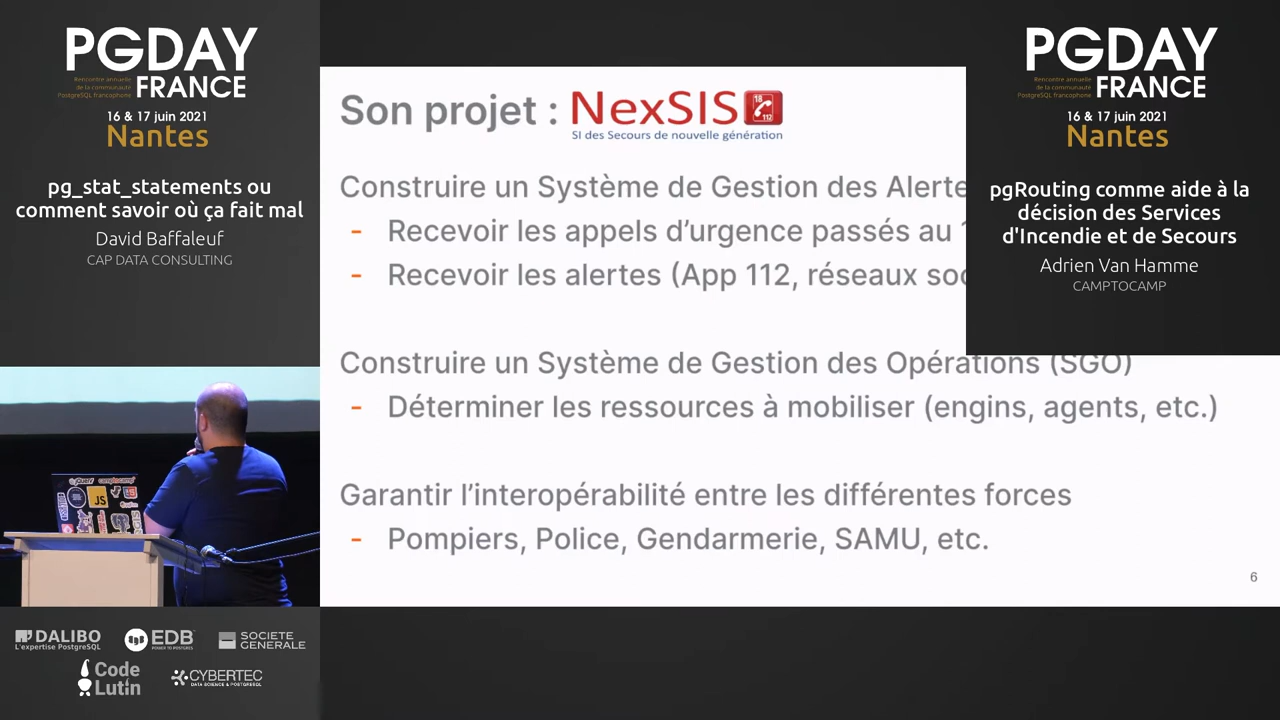 PGDAY
FRANCE
Rencontre annuelle
de la communauté
PostgreSQL francophone
16 & 17 juin 2021
Nantes
pg_stat_statements ou
comment savoir où ça fait mal
David Baffaleuf
CAP DATA CONSULTING
Son projet : NexSIS 18 112
SI des Secours de nouvelle génération
Construire un Système de Gestion des Alerte
- Recevoir les appels d’urgence passés au
- Recevoir les alertes (App 112, réseaux soc
Construire un Système de Gestion des Opérations (SGO)
- Déterminer les ressources à mobiliser (engins, agents, etc.)
Garantir l’interopérabilité entre les différentes forces
- Pompiers, Police, Gendarmerie, SAMU, etc.
6
PGDAY
FRANCE
Rencontre annuelle
de la communauté
PostgreSQL francophone
16 & 17 juin 2021
Nantes
pgRouting comme aide à la
décision des Services
d'Incendie et de Secours
Adrien Van Hamme
CAMPTOCAMP
JS
camptocamp
DALIBO
L'expertise PostgreSQL
EDB
POWER TO POSTGRES
SOCIETE
GENERALE
Code
Lutin
CYBERTEC
DATA SCIENCE & POSTGRESQL